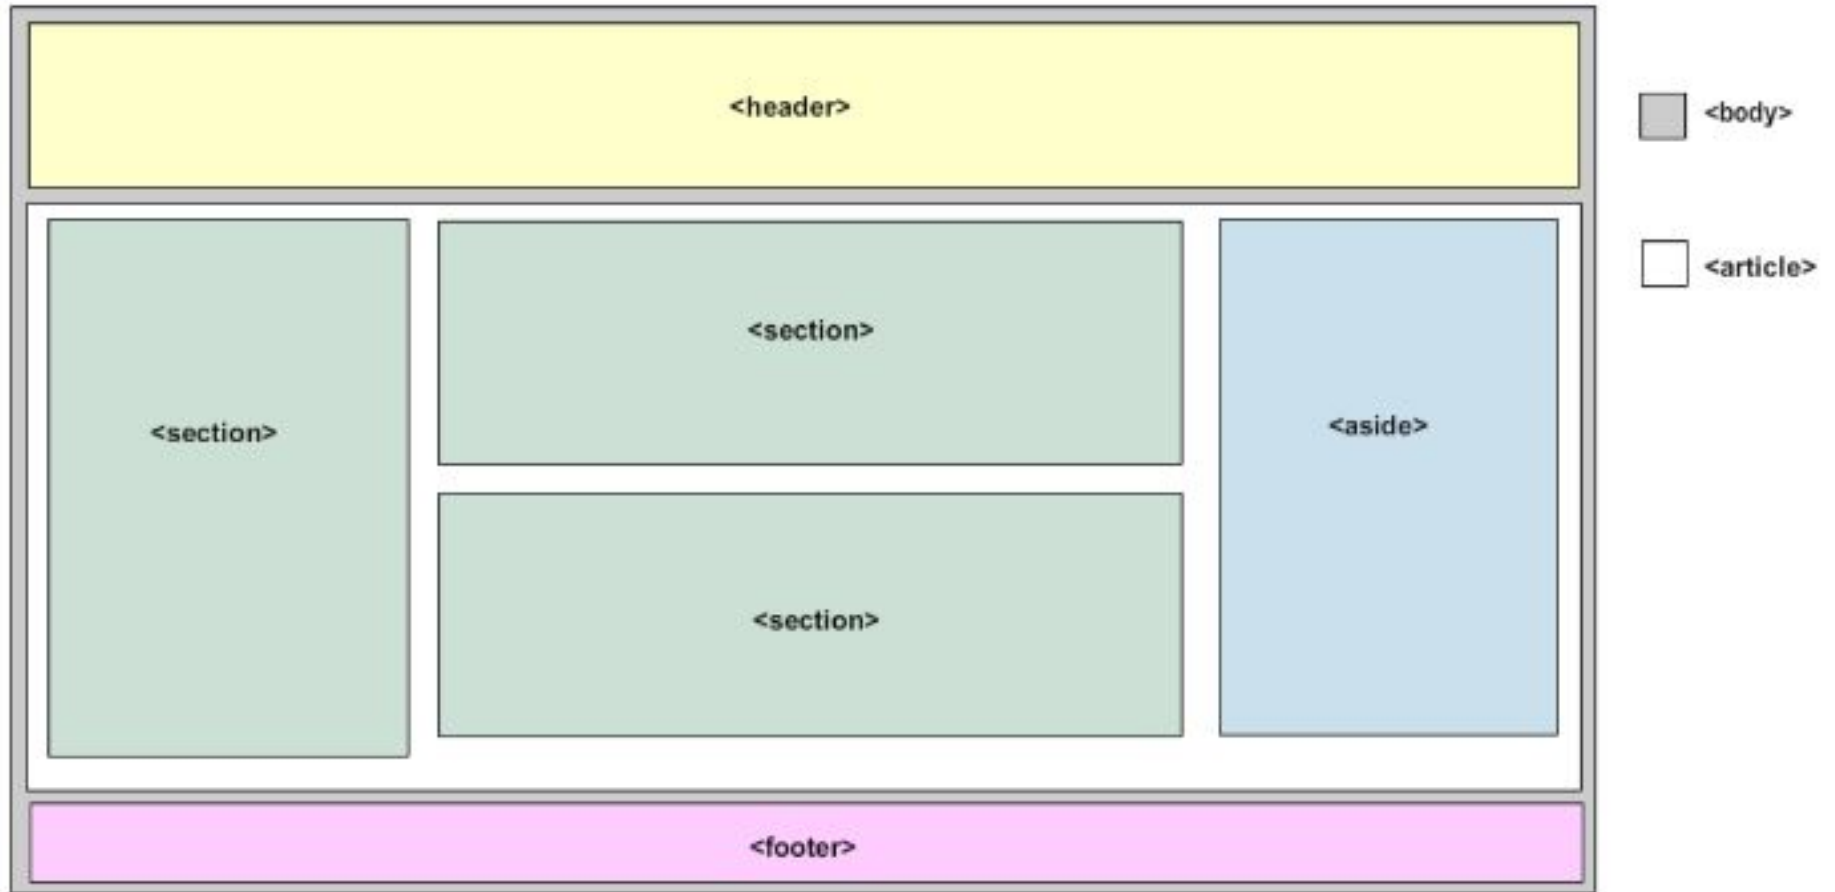 <header>
<body>
<article>
<section>
<section>
<aside>
<section>
<footer>